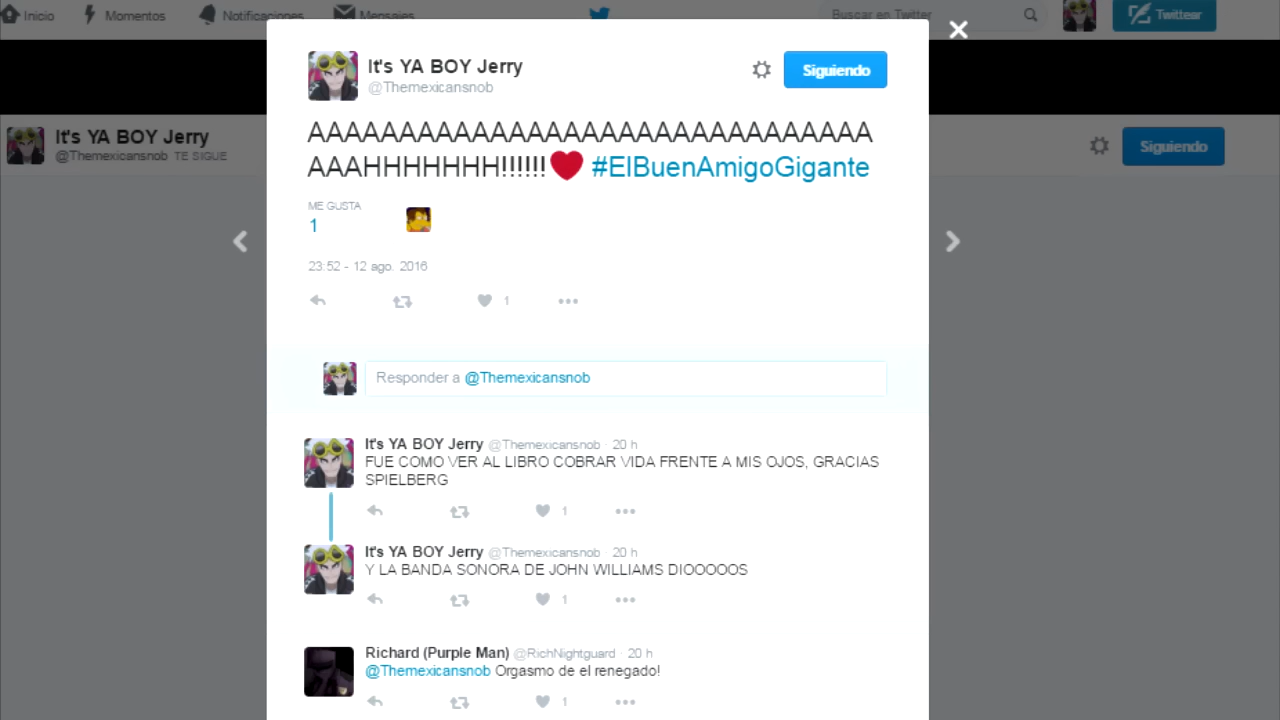 Inicio Momentos Notificaciones Mensajes Buscar en Twitter Twittear
It's YA BOY Jerry
@Themexicansnob
Siguiendo
It's YA BOY Jerry
@Themexicansnob TE SIGUE
Siguiendo
AAAAAAAAAAAAAAAAAAAAAAAAAAAAAAA
AAAHHHHHHH!!!!!!❤ #ElBuenAmigoGigante
ME GUSTA
1
23:52 - 12 ago. 2016
1
Responder a @Themexicansnob
It's YA BOY Jerry @Themexicansnob · 20 h
FUE COMO VER AL LIBRO COBRAR VIDA FRENTE A MIS OJOS, GRACIAS
SPIELBERG
1
It's YA BOY Jerry @Themexicansnob · 20 h
Y LA BANDA SONORA DE JOHN WILLIAMS DIOOOOOS
1
Richard (Purple Man) @RichNightguard · 20 h
@Themexicansnob Orgasmo de el renegado!
1